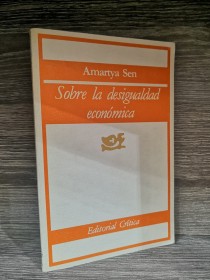 Amartya Sen
Sobre la desigualdad
económica
Editorial Crítica